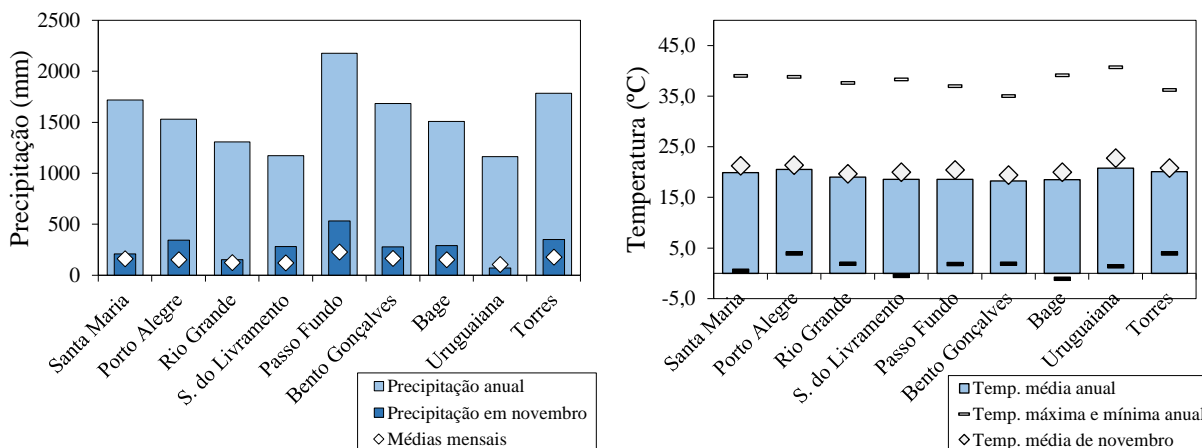 Precipitação (mm)
2500
2000
1500
1000
500
0
Santa Maria
Porto Alegre
Rio Grande
S. do Livramento
Passo Fundo
Bento Gonçalves
Bage
Uruguaiana
Torres
Precipitação anual
Precipitação em novembro
Médias mensais
Temperatura (ºC)
45,0
35,0
25,0
15,0
5,0
-5,0
Santa Maria
Porto Alegre
Rio Grande
S. do Livramento
Passo Fundo
Bento Gonçalves
Bage
Uruguaiana
Torres
Temp. média anual
Temp. máxima e mínima anual
Temp. média de novembro